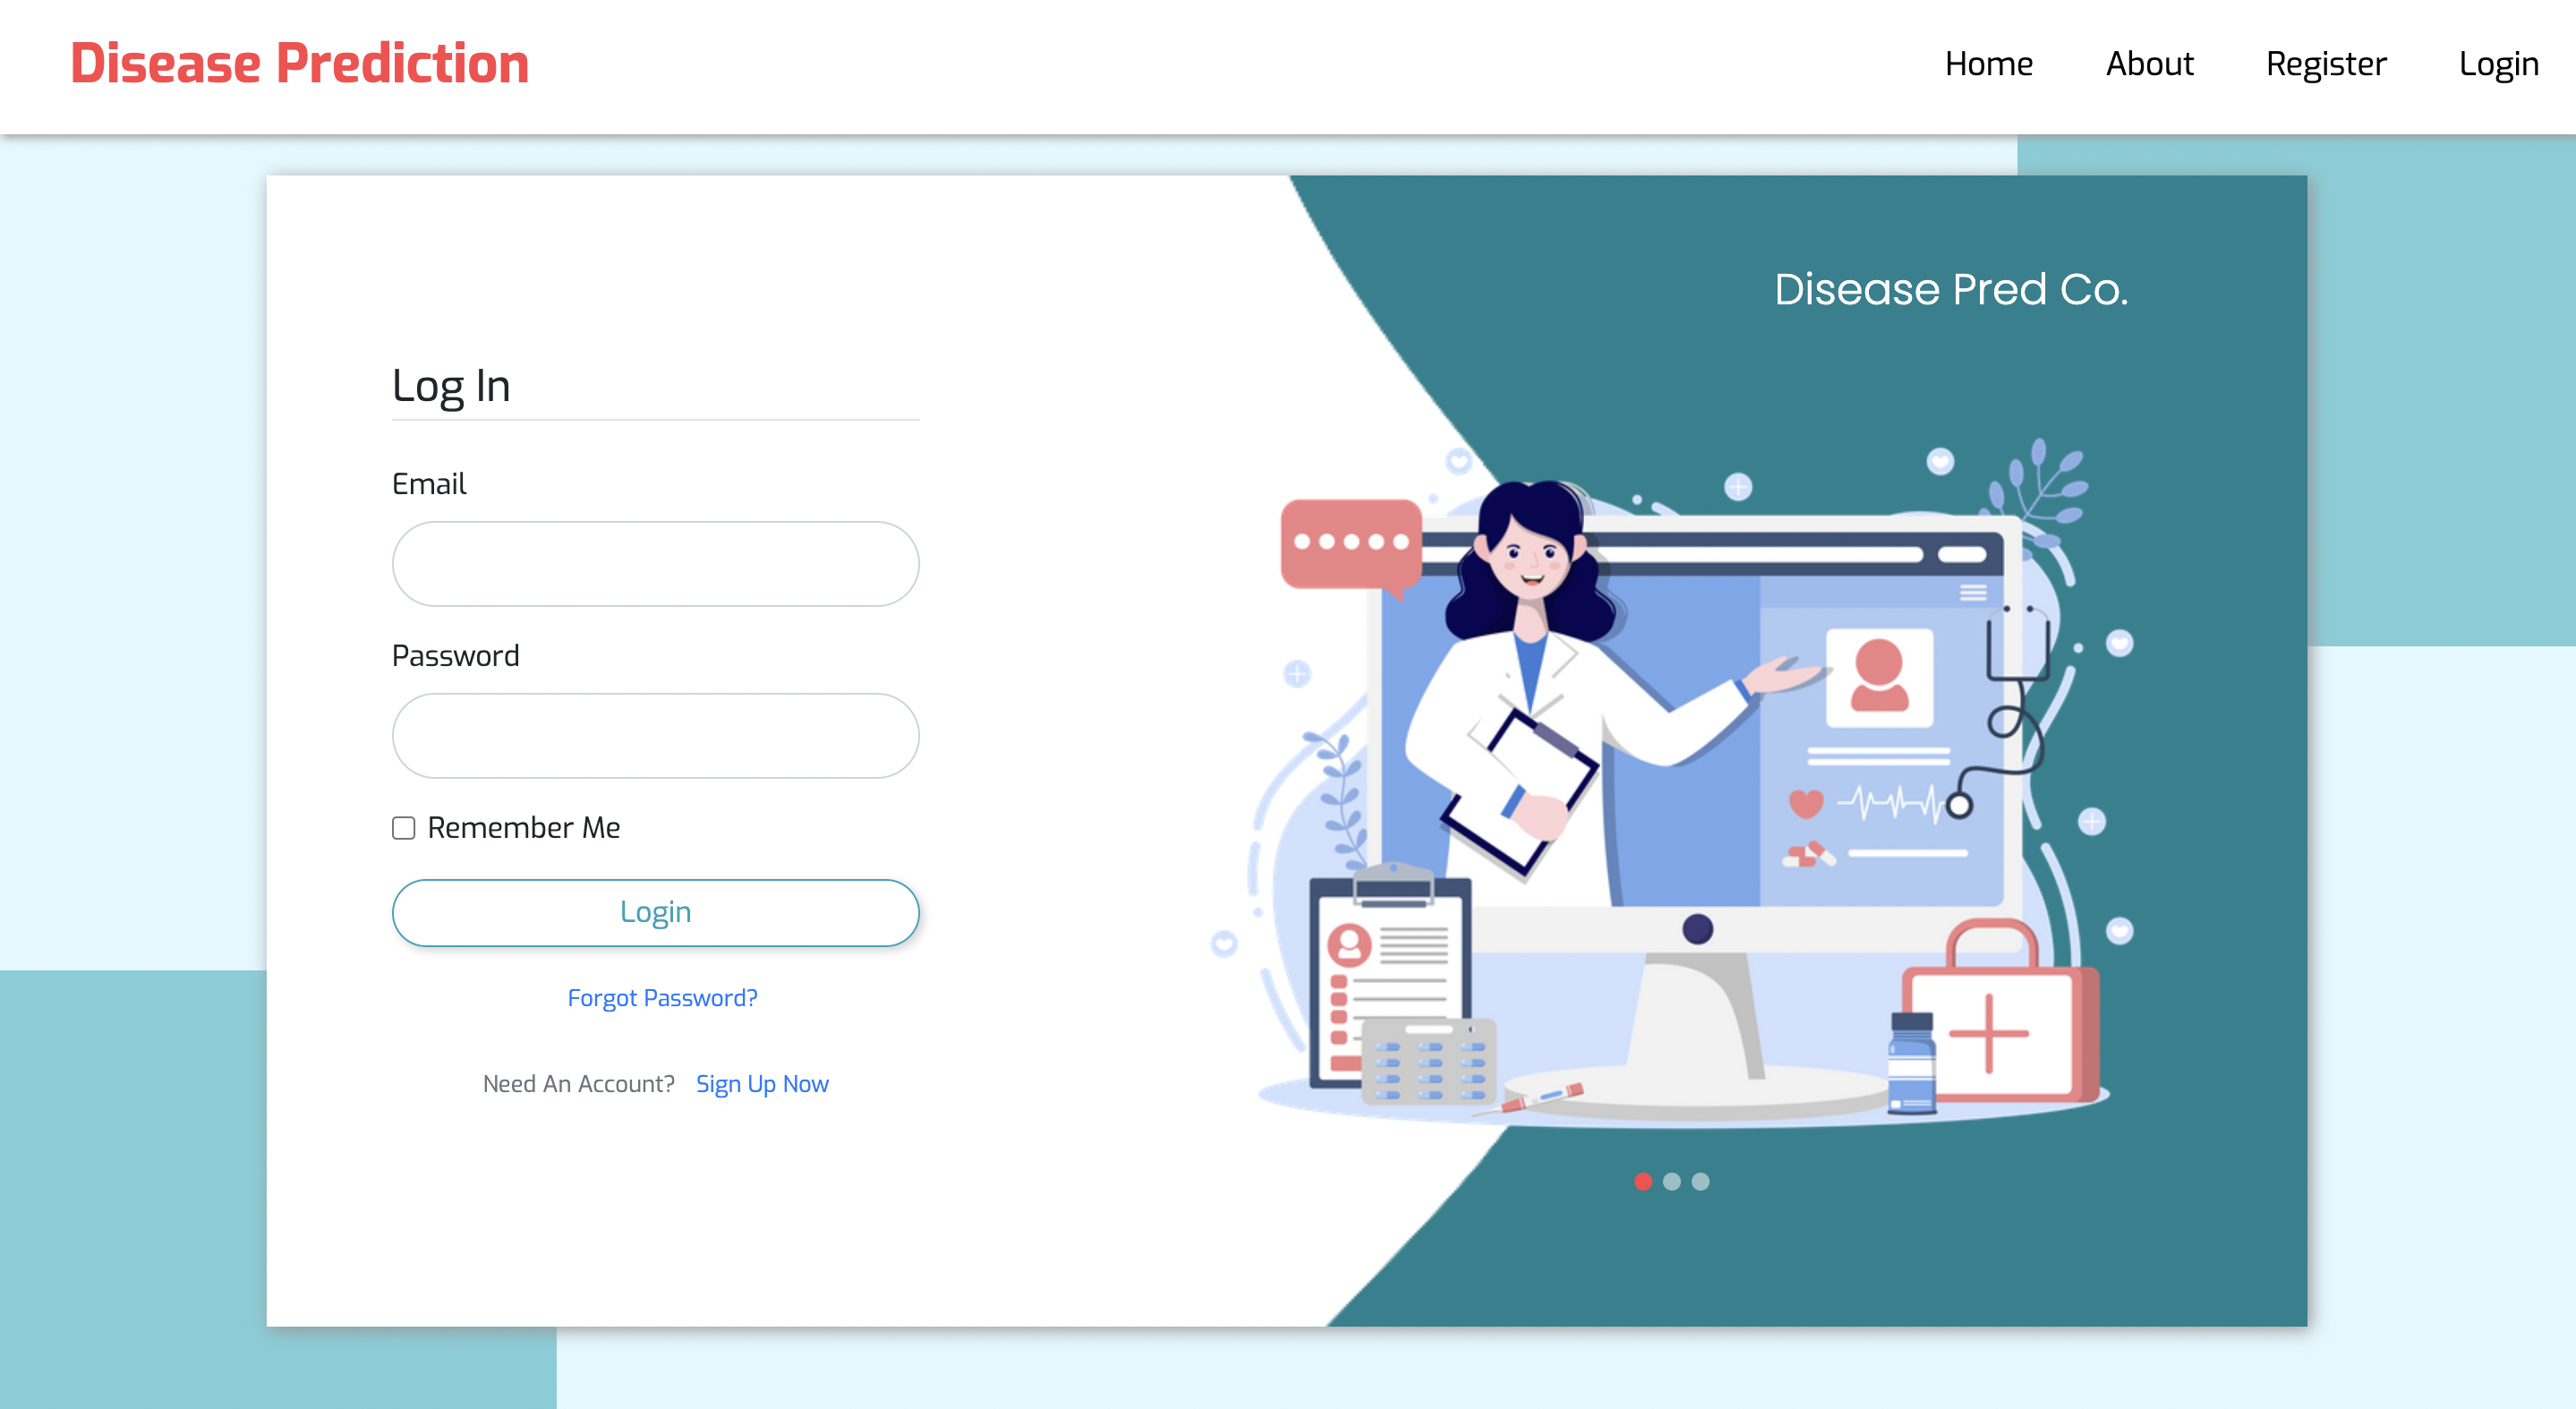 Disease Prediction
Home About Register Login
Disease Pred Co.
Log In
Email
Password
Remember Me
Login
Forgot Password?
Need An Account? Sign Up Now